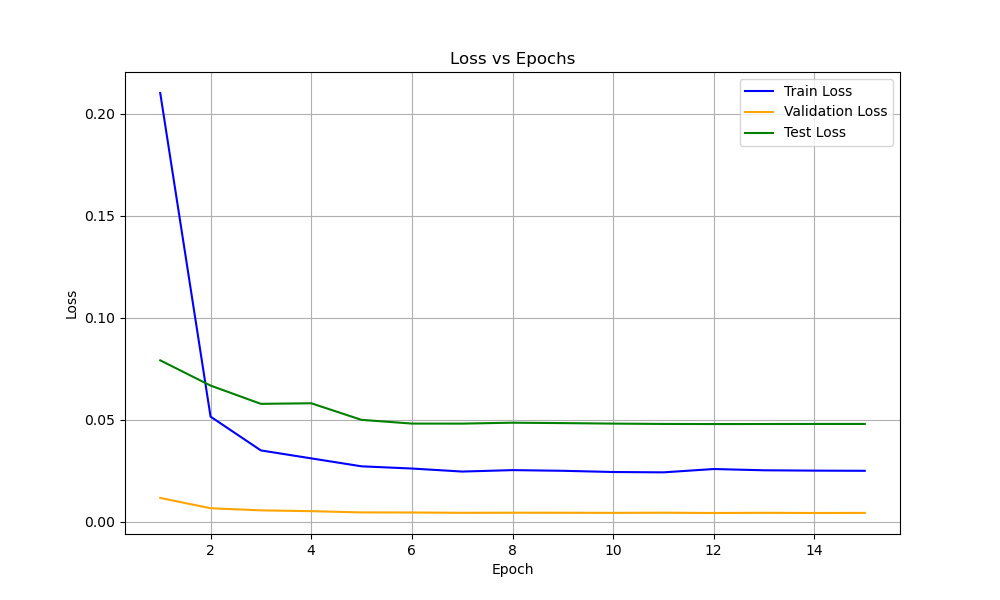 Loss vs Epochs
Train Loss
Validation Loss
Test Loss
0.20
0.15
0.10
0.05
0.00
Loss
2 4 6 8 10 12 14
Epoch